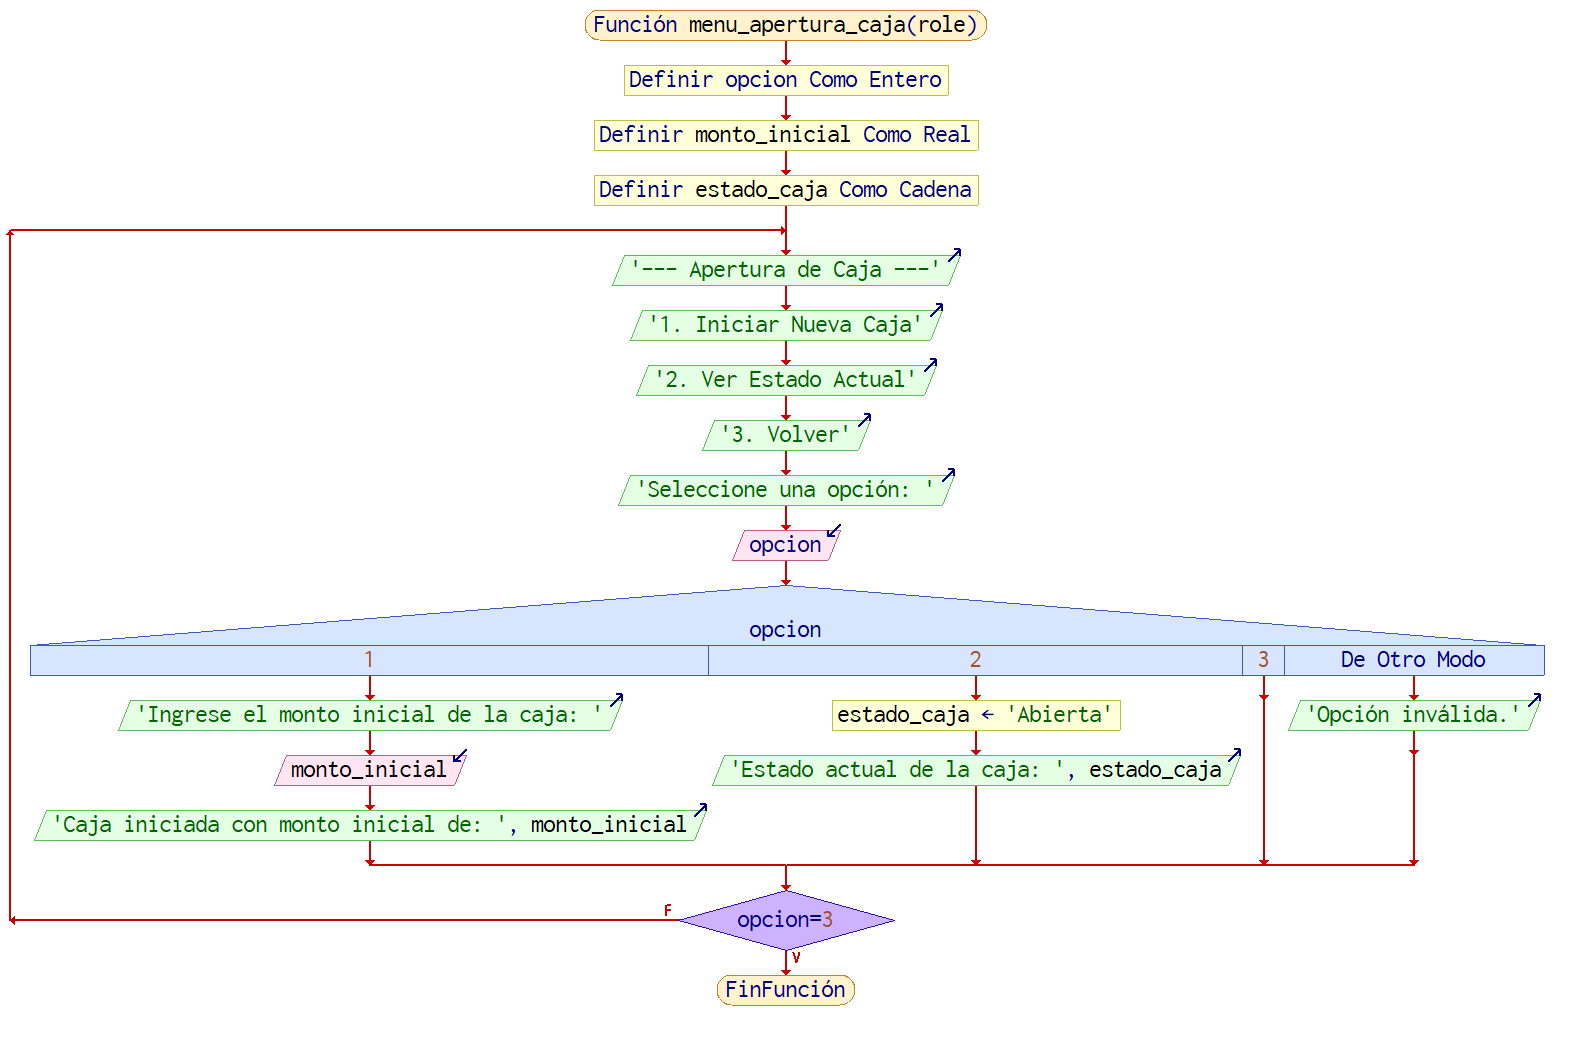 Función menu_apertura_caja(role)
Definir opcion Como Entero
Definir monto_inicial Como Real
Definir estado_caja Como Cadena
'--- Apertura de Caja ---'
'1. Iniciar Nueva Caja'
'2. Ver Estado Actual'
'3. Volver'
'Seleccione una opción: '
opcion
opcion
1 2 3 De Otro Modo
'Ingrese el monto inicial de la caja: ' estado_caja ← 'Abierta' 'Opción inválida.'
monto_inicial 'Estado actual de la caja: ', estado_caja
'Caja iniciada con monto inicial de: ', monto_inicial
F opcion=3
V
FinFunción